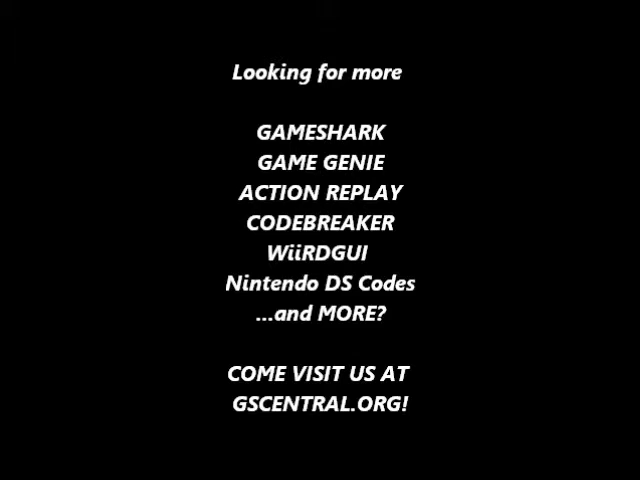 Looking for more
GAMESHARK
GAME GENIE
ACTION REPLAY
CODEBREAKER
WiiRDGUI
Nintendo DS Codes
...and MORE?
COME VISIT US AT
GSCENTRAL.ORG!